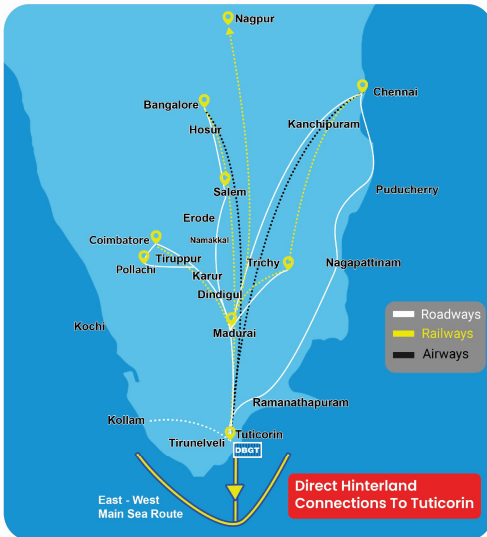 Nagpur
Chennai
Bangalore
Kanchipuram
Hosur
Salem
Puducherry
Erode
Namakkal
Coimbatore
Tiruppur
Trichy
Nagapattinam
Pollachi
Karur
Dindigul
Roadways
Kochi
Madurai
Railways
Airways
Ramanathapuram
Kollam
Tuticorin
Tirunelveli
DBGT
Direct Hinterland
Connections To Tuticorin
East - West
Main Sea Route